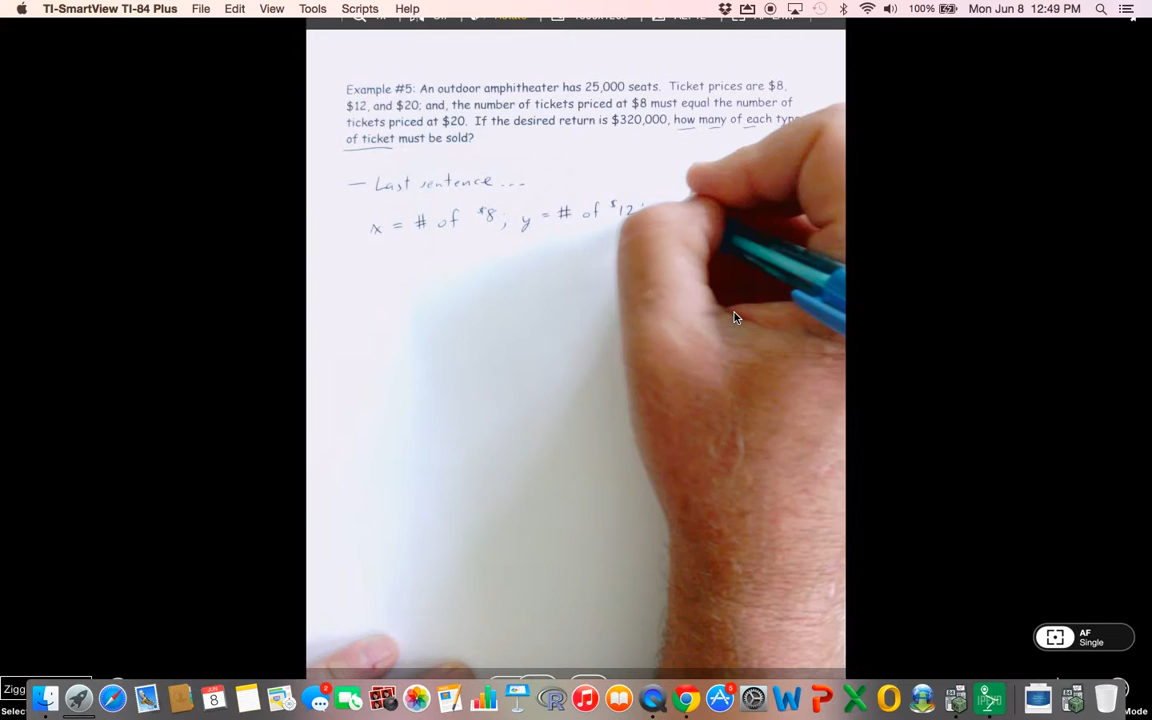 TI-SmartView TI-84 Plus File Edit View Tools Scripts Help 100% Mon Jun 8 12:49 PM
Example #5: An outdoor amphitheater has 25,000 seats. Ticket prices are $8,
$12, and $20; and, the number of tickets priced at $8 must equal the number of
tickets priced at $20. If the desired return is $320,000, how many of each type
of ticket must be sold?
— Last sentence ...
x = # of $8; y = # of $12;
AF
Single
Zigg
Selec
Mode